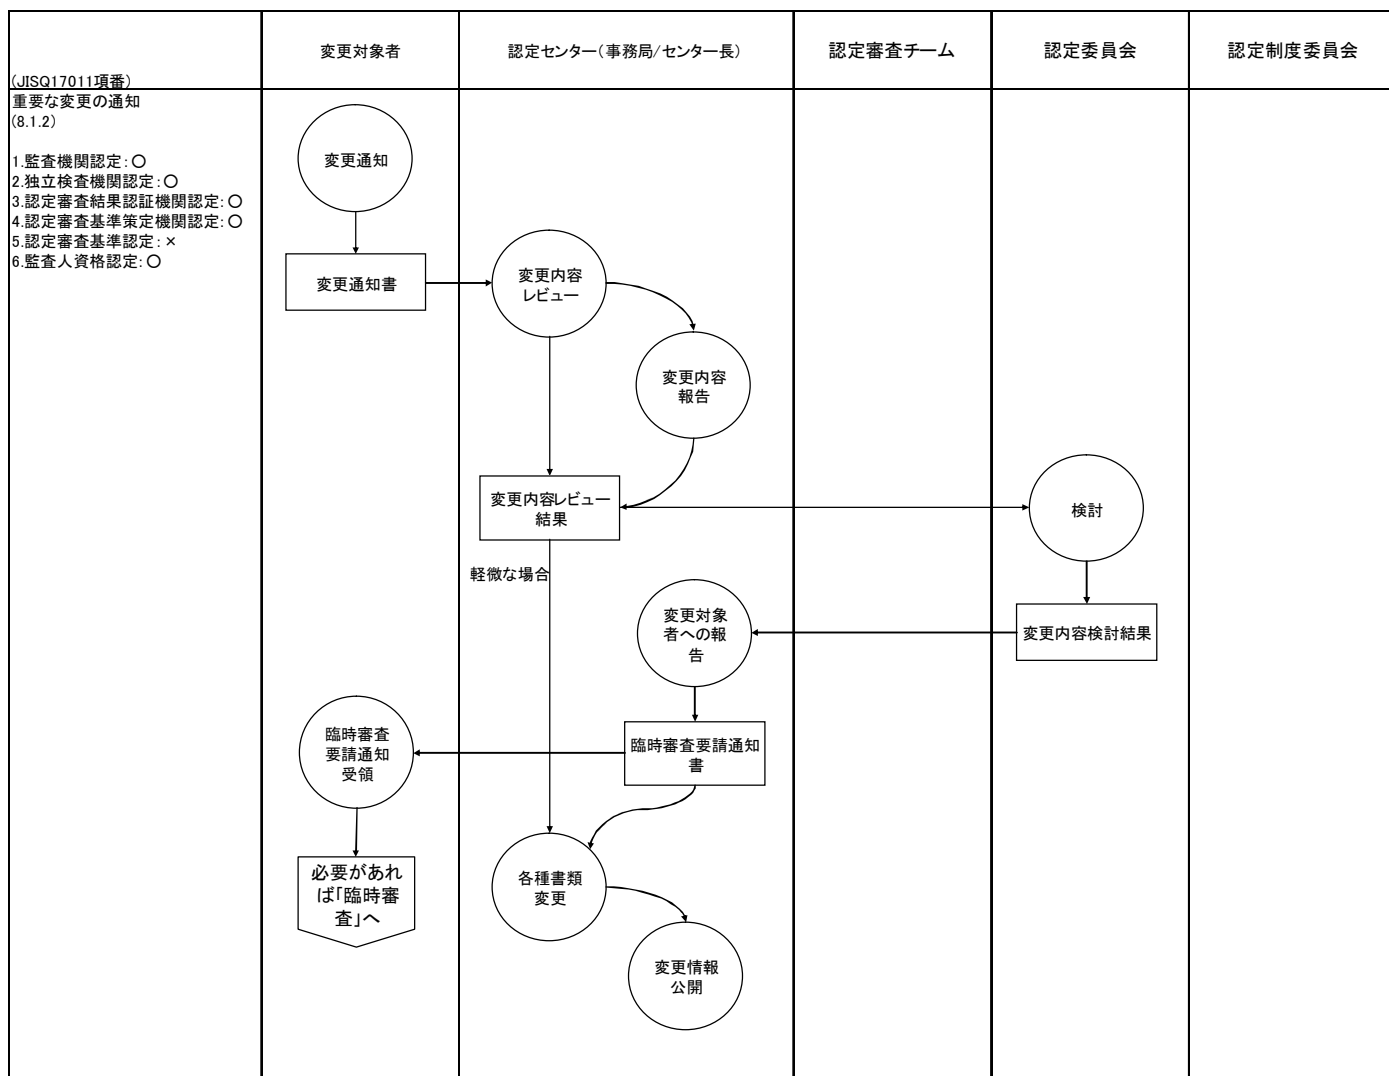 変更対象者
認定センター(事務局/センター長)
認定審査チーム
認定委員会
認定制度委員会
(JISQ17011項番)
重要な変更の通知
(8.1.2)
1.監査機関認定:○
2.独立検査機関認定:○
3.認定審査結果認証機関認定:○
4.認定審査基準策定機関認定:○
5.認定審査基準認定:×
6.監査人資格認定:○
変更通知
変更通知書
変更内容
レビュー
変更内容
報告
変更内容レビュー
結果
検討
軽微な場合
変更対象
者への報
告
変更内容検討結果
臨時審査
要請通知
受領
臨時審査要請通知
書
必要があれ
ば「臨時審
査」へ
各種書類
変更
変更情報
公開